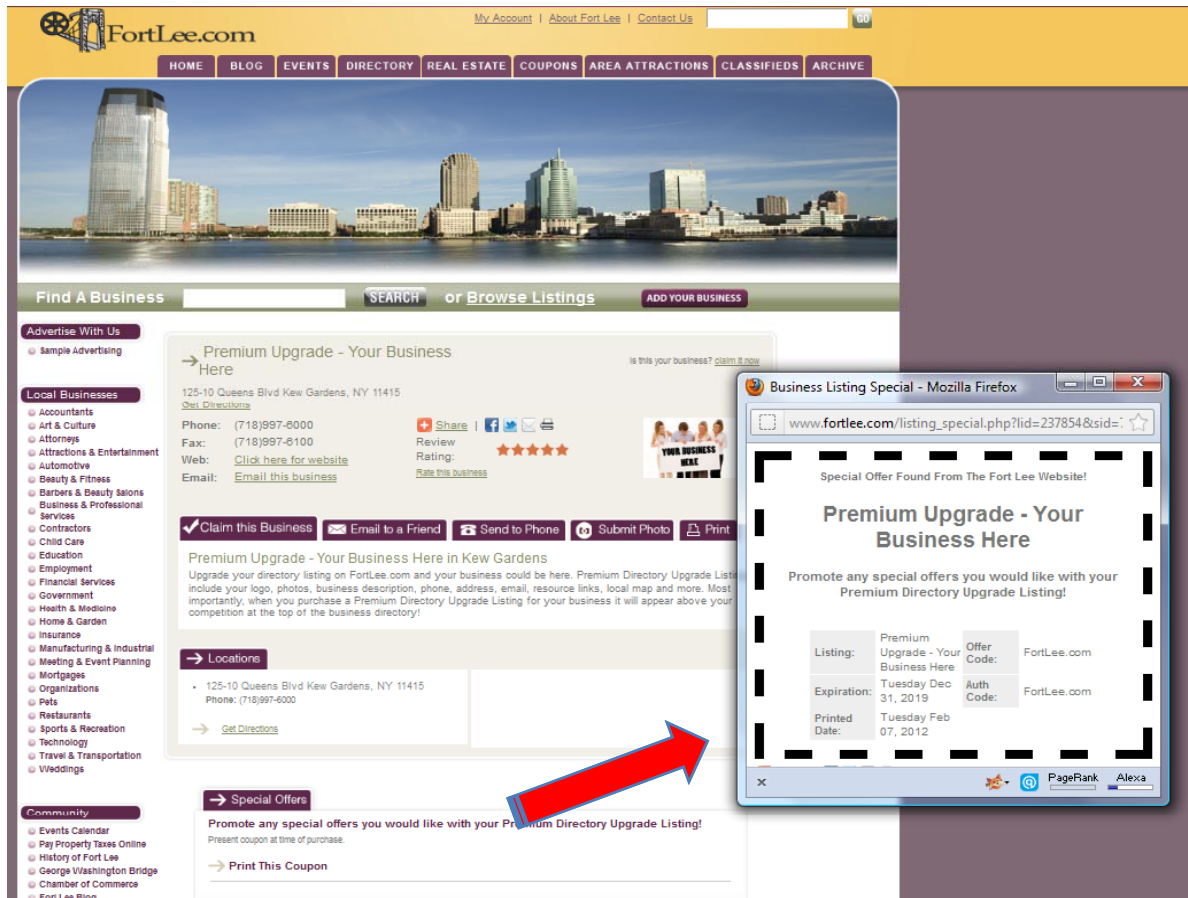 My Account | About Fort Lee | Contact Us
GO
FortLee.com
HOME BLOG EVENTS DIRECTORY REAL ESTATE COUPONS AREA ATTRACTIONS CLASSIFIEDS ARCHIVE
Find A Business SEARCH or Browse Listings ADD YOUR BUSINESS
Advertise With Us
Sample Advertising
Local Businesses
Accountants
Art & Culture
Attorneys
Attractions & Entertainment
Automotive
Beauty & Fitness
Barbers & Beauty Salons
Business & Professional
Services
Contractors
Child Care
Education
Employment
Financial Services
Government
Health & Medicine
Home & Garden
Insurance
Manufacturing & Industrial
Meeting & Event Planning
Mortgages
Organizations
Pets
Restaurants
Sports & Recreation
Technology
Travel & Transportation
Weddings
Community
Events Calendar
Pay Property Taxes Online
History of Fort Lee
George Washington Bridge
Chamber of Commerce
Fort Lee Blog
Premium Upgrade - Your Business
Here
Is this your business? claim it now
125-10 Queens Blvd Kew Gardens, NY 11415
Get Directions
Phone: (718)997-6000
Fax: (718)997-6100
Web: Click here for website
Email: Email this business
Share |
Review
Rating:
Rate this business
YOUR BUSINESS
HERE
Claim this Business Email to a Friend Send to Phone Submit Photo Print
Premium Upgrade - Your Business Here in Kew Gardens
Upgrade your directory listing on FortLee.com and your business could be here. Premium Directory Upgrade
include your logo, photos, business description, phone, address, email, resource links, local map and more. Most
importantly, when you purchase a Premium Directory Upgrade Listing for your business it will appear above your
competition at the top of the business directory!
Locations
125-10 Queens Blvd Kew Gardens, NY 11415
Phone: (718)997-6000
Get Directions
Special Offers
Promote any special offers you would like with your Premium Directory Upgrade Listing!
Present coupon at time of purchase.
Print This Coupon
Business Listing Special - Mozilla Firefox
www.fortlee.com/listing_special.php?lid=237854&sid=
Special Offer Found From The Fort Lee Website!
Premium Upgrade - Your
Business Here
Promote any special offers you would like with your
Premium Directory Upgrade Listing!
Listing: Premium Upgrade - Your Business Here Offer Code: FortLee.com
Expiration: Tuesday Dec 31, 2019 Auth Code: FortLee.com
Printed Date: Tuesday Feb 07, 2012
x PageRank Alexa